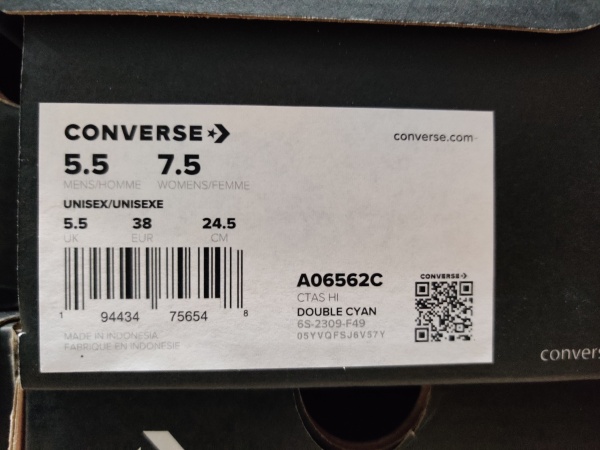 CONVERSE
converse.com
5.5 7.5
MENS/HOMME WOMENS/FEMME
UNISEX/UNISEXE
5.5 38 24.5
UK EUR CM
1 94434 75654 8
MADE IN INDONESIA
FABRIQUE EN INDONESIE
A06562C
CTAS HI
DOUBLE CYAN
6S-2309-F49
05YVQFSJ6V57Y
CONVERSE